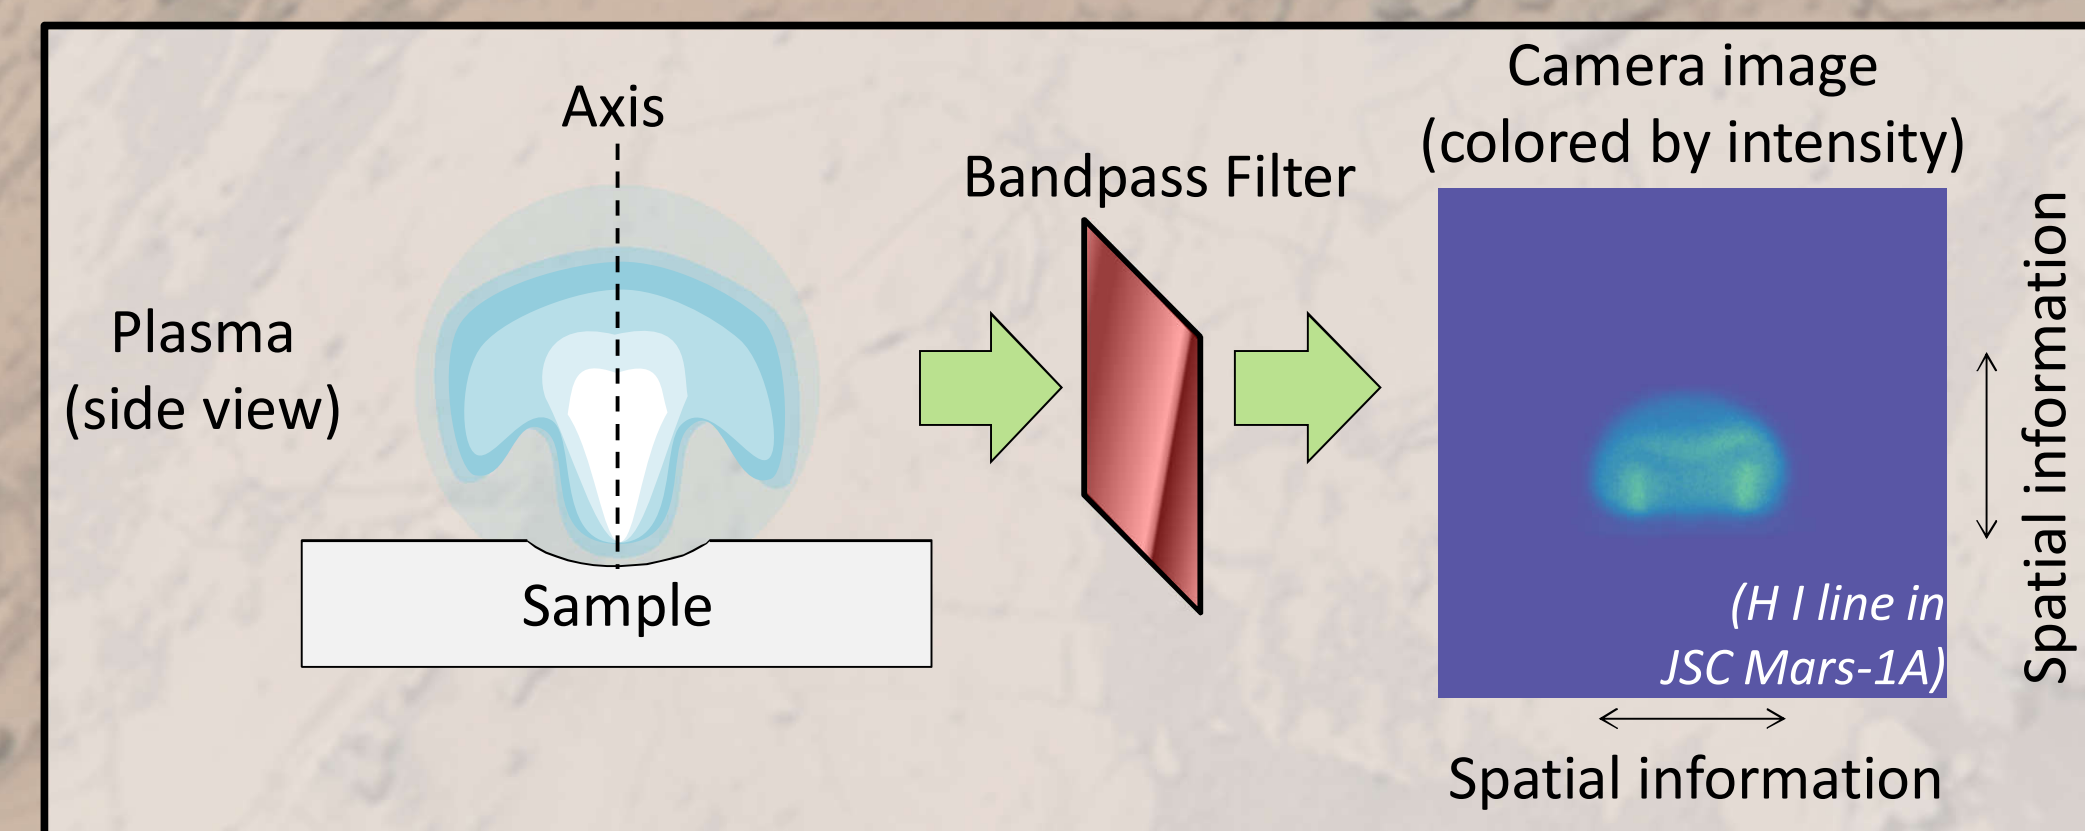 Axis
Plasma
(side view)
Sample
Bandpass Filter
Camera image
(colored by intensity)
(H I line in
JSC Mars-1A)
Spatial information
Spatial information